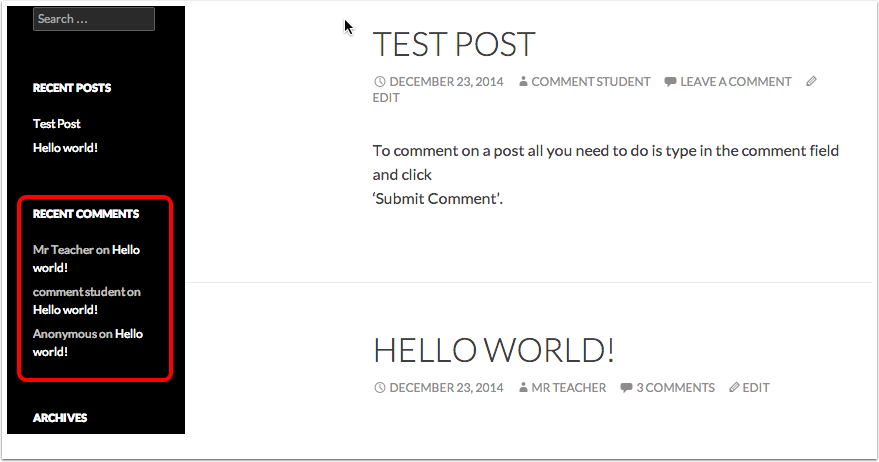 Search …
RECENT POSTS
Test Post
Hello world!
RECENT COMMENTS
Mr Teacher on Hello
world!
comment student on
Hello world!
Anonymous on Hello
world!
ARCHIVES
TEST POST
DECEMBER 23, 2014 COMMENT STUDENT LEAVE A COMMENT
EDIT
To comment on a post all you need to do is type in the comment field
and click
‘Submit Comment’.
HELLO WORLD!
DECEMBER 23, 2014 MR TEACHER 3 COMMENTS EDIT